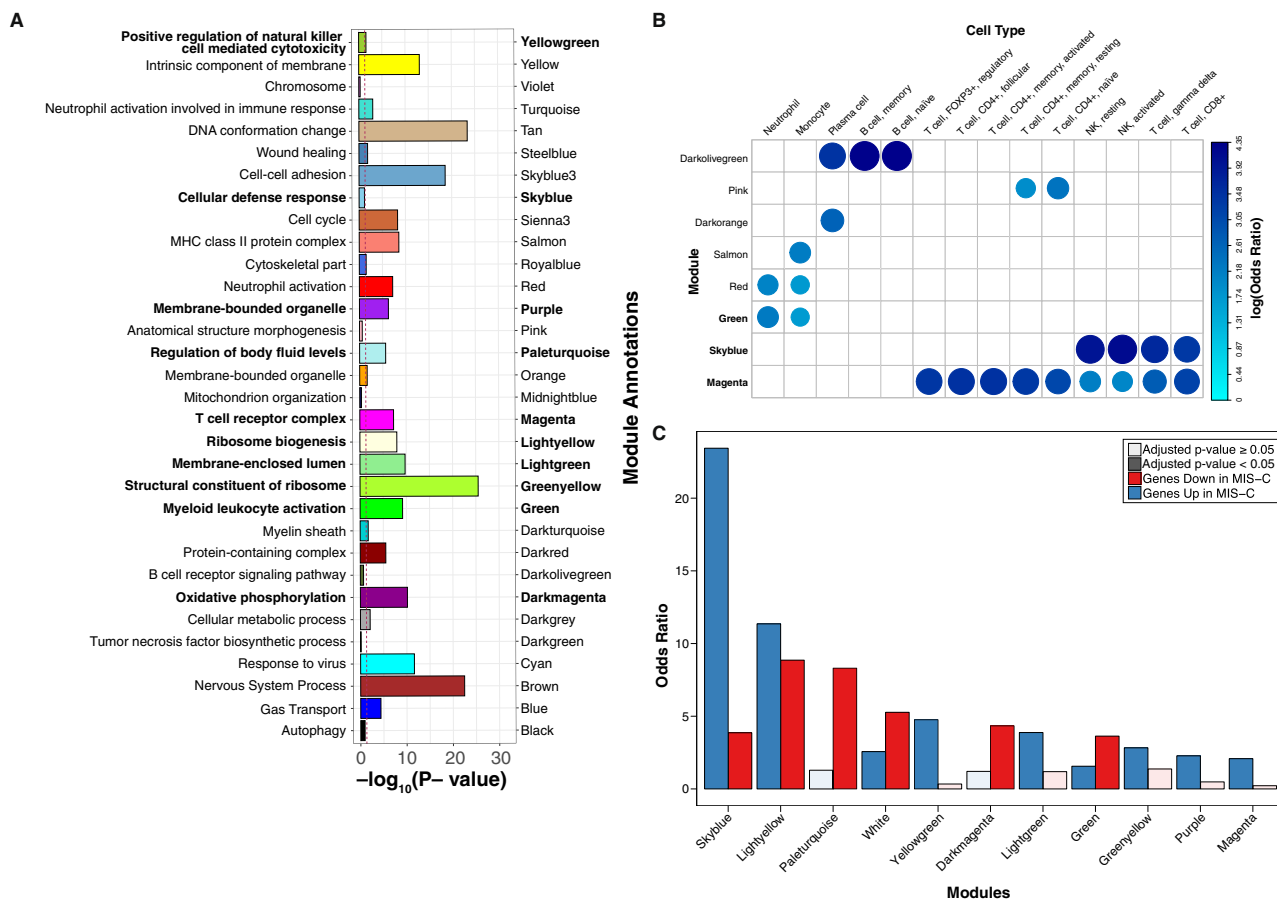 A
Positive regulation of natural killer
cell mediated cytotoxicity
Yellowgreen
Intrinsic component of membrane
Yellow
Chromosome
Violet
Neutrophil activation involved in immune response
Turquoise
DNA conformation change
Tan
Wound healing
Steelblue
Cell-cell adhesion
Skyblue3
Cellular defense response
Skyblue
Cell cycle
Sienna3
MHC class II protein complex
Salmon
Cytoskeletal part
Royalblue
Neutrophil activation
Red
Membrane-bounded organelle
Purple
Anatomical structure morphogenesis
Pink
Regulation of body fluid levels
Paleturquoise
Membrane-bounded organelle
Orange
Mitochondrion organization
Midnightblue
T cell receptor complex
Magenta
Ribosome biogenesis
Lightyellow
Membrane-enclosed lumen
Lightgreen
Structural constituent of ribosome
Greenyellow
Myeloid leukocyte activation
Green
Myelin sheath
Darkturquoise
Protein-containing complex
Darkred
B cell receptor signaling pathway
Darkolivegreen
Oxidative phosphorylation
Darkmagenta
Cellular metabolic process
Darkgrey
Tumor necrosis factor biosynthetic process
Darkgreen
Response to virus
Cyan
Nervous System Process
Brown
Gas Transport
Blue
Autophagy
Black
0 10 20 30
−log10(P− value)
Module Annotations
B
Cell Type
Neutrophil
Monocyte
Plasma cell
B cell, memory
B cell, naïve
T cell, FOXP3+, regulatory
T cell, CD4+, follicular
T cell, CD4+, memory, activated
T cell, CD4+, memory, resting
T cell, CD4+, naïve
NK, resting
NK, activated
T cell, gamma delta
T cell, CD8+
Module
Darkolivegreen
Pink
Darkorange
Salmon
Red
Green
Skyblue
Magenta
4.35
3.92
3.48
3.05
2.61
2.18
1.74
1.31
0.87
0.44
0
log(Odds Ratio)
C
Adjusted p-value ≥ 0.05
Adjusted p-value < 0.05
Genes Down in MIS−C
Genes Up in MIS−C
Odds Ratio
20
15
10
5
0
Skyblue
Lightyellow
Paleturquoise
White
Yellowgreen
Darkmagenta
Lightgreen
Green
Greenyellow
Purple
Magenta
Modules